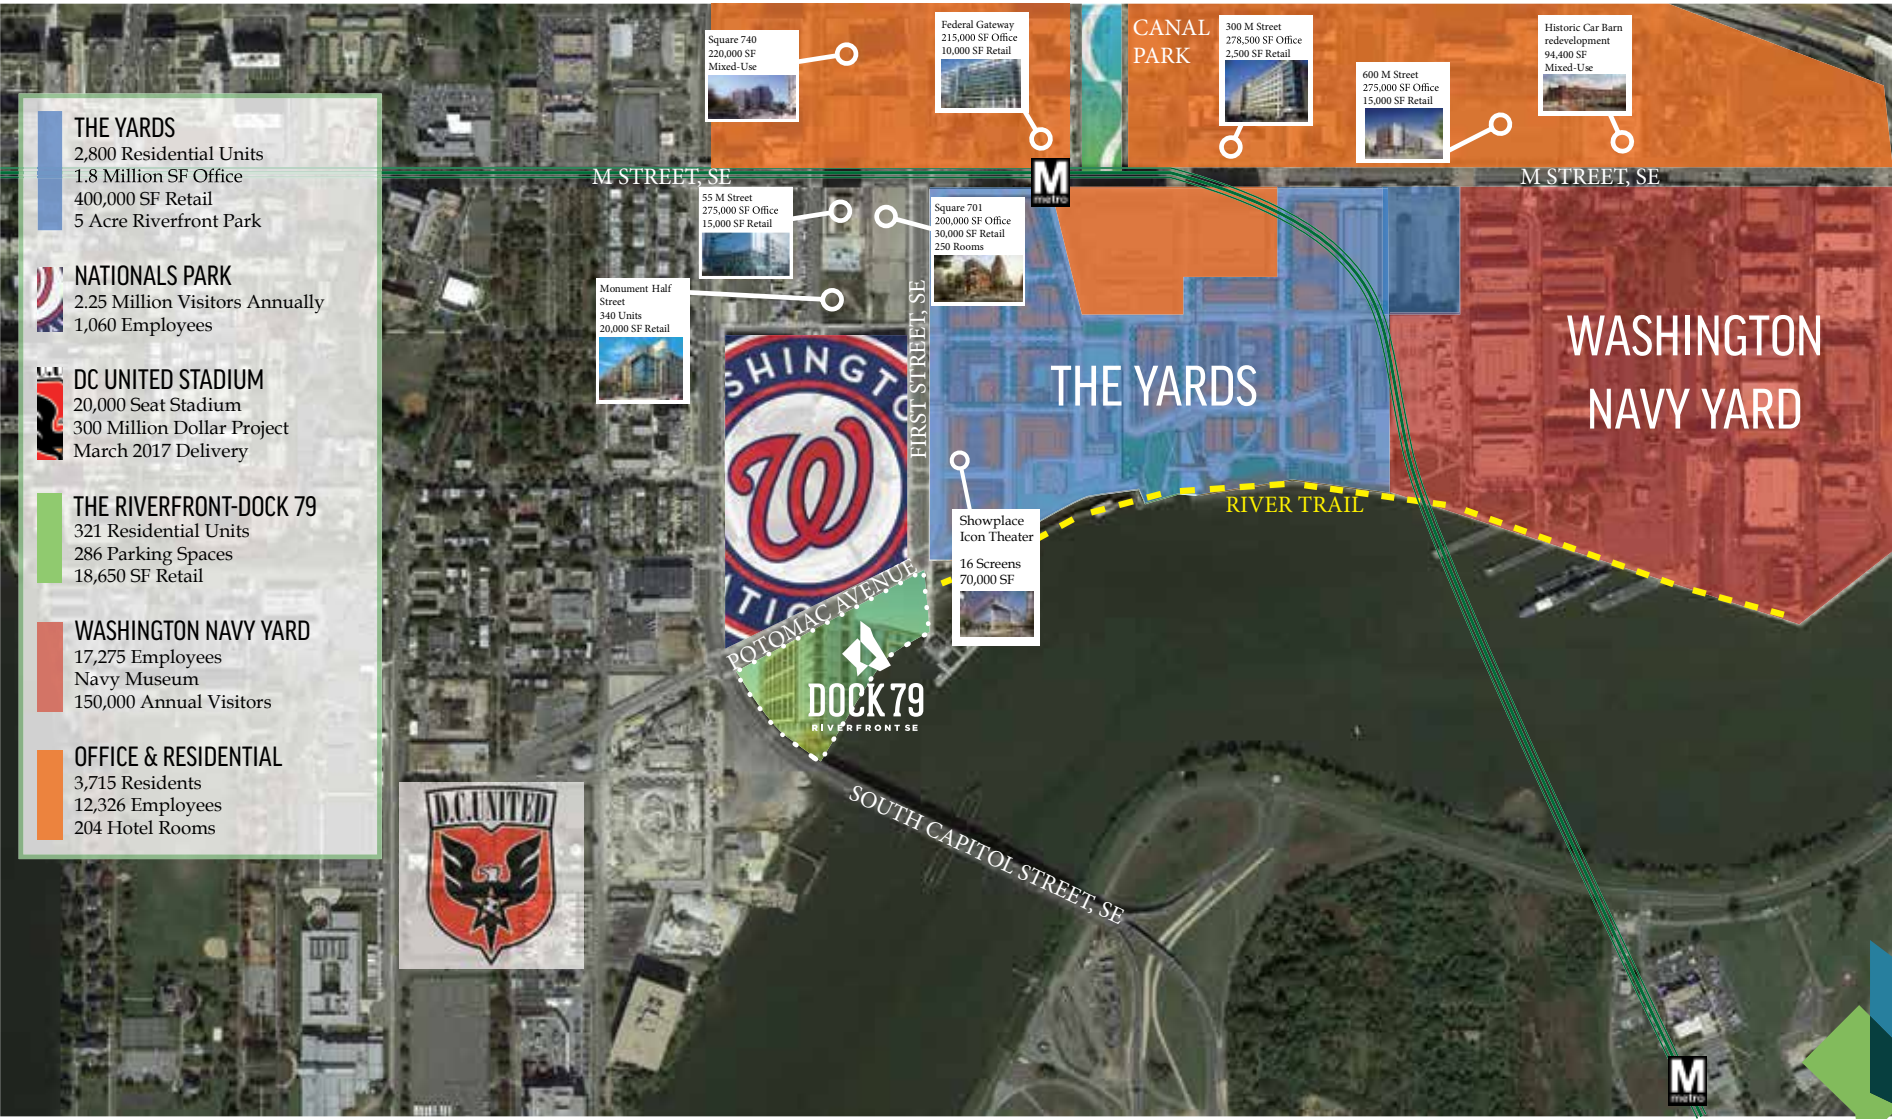 THE YARDS
2,800 Residential Units
1.8 Million SF Office
400,000 SF Retail
5 Acre Riverfront Park
NATIONALS PARK
2.25 Million Visitors Annually
1,060 Employees
DC UNITED STADIUM
20,000 Seat Stadium
300 Million Dollar Project
March 2017 Delivery
THE RIVERFRONT-DOCK 79
321 Residential Units
286 Parking Spaces
18,650 SF Retail
WASHINGTON NAVY YARD
17,275 Employees
Navy Museum
150,000 Annual Visitors
OFFICE & RESIDENTIAL
3,715 Residents
12,326 Employees
204 Hotel Rooms
Square 740
220,000 SF
Mixed-Use
Federal Gateway
215,000 SF Office
10,000 SF Retail
CANAL
PARK
300 M Street
278,500 SF Office
2,500 SF Retail
600 M Street
275,000 SF Office
15,000 SF Retail
Historic Car Barn
redevelopment
94,400 SF
Mixed-Use
M STREET, SE
M
metro
M STREET, SE
55 M Street
275,000 SF Office
15,000 SF Retail
Square 701
200,000 SF Office
30,000 SF Retail
250 Rooms
Monument Half
Street
340 Units
20,000 SF Retail
FIRST STREET, SE
SHINGT
W
TIO
THE YARDS
WASHINGTON
NAVY YARD
RIVER TRAIL
Showplace
Icon Theater
16 Screens
70,000 SF
POTOMAC AVENUE
DOCK 79
RIVERFRONT SE
SOUTH CAPITOL STREET, SE
D.C. UNITED
M
metro